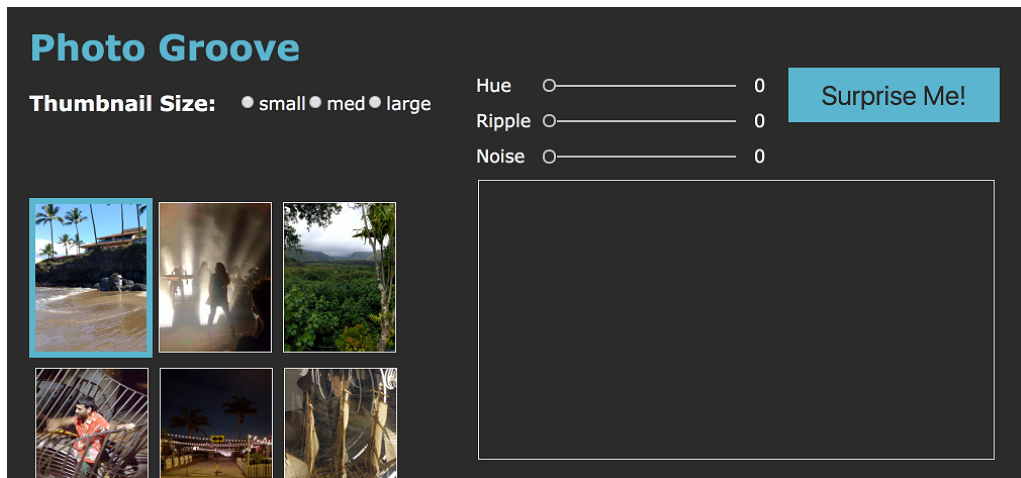 Photo Groove
Thumbnail Size: small med large
Hue 0
Ripple 0
Noise 0
Surprise Me!